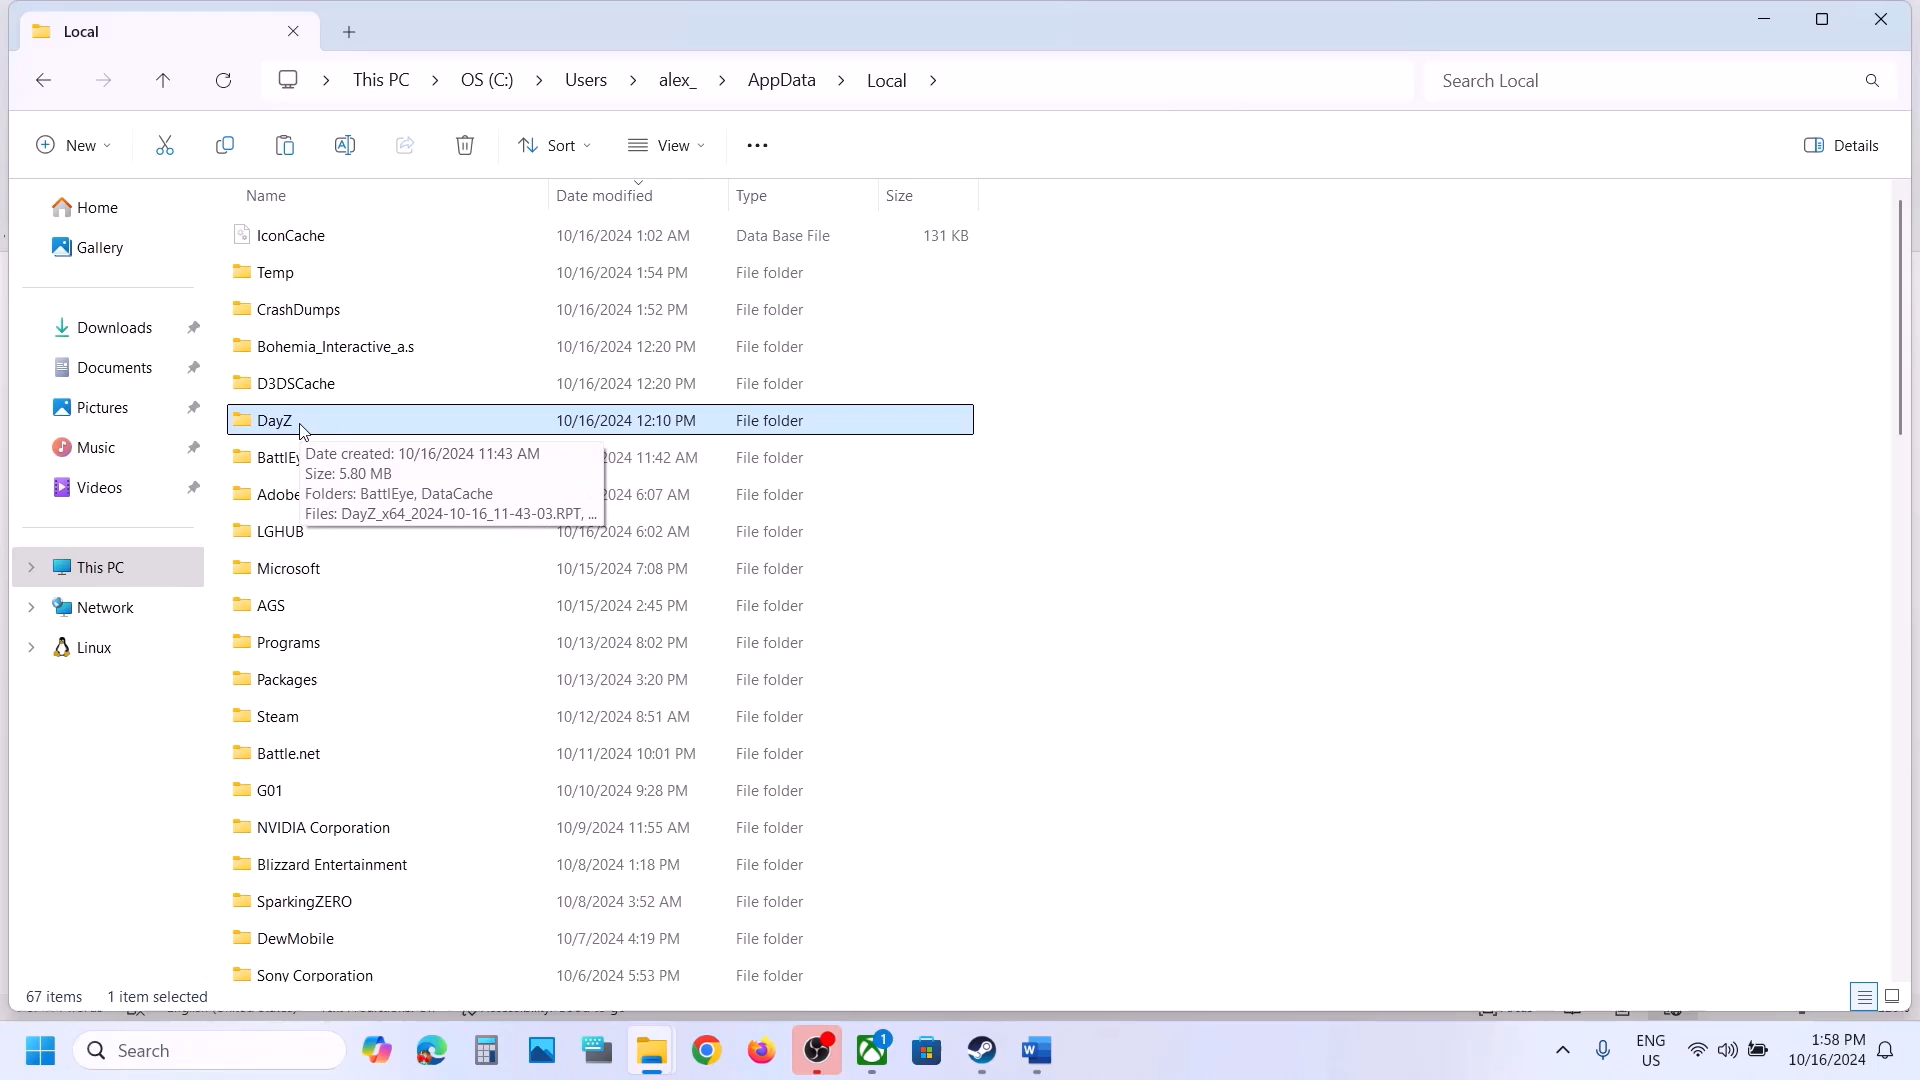 Local
This PC
OS (C:)
Users
alex_
AppData
Local
Search Local
New
Sort
View
Details
Home
Gallery
Downloads
Documents
Pictures
Music
Videos
This PC
Network
Linux
Name Date modified Type Size
IconCache 10/16/2024 1:02 AM Data Base File 131 KB
Temp 10/16/2024 1:54 PM File folder
CrashDumps 10/16/2024 1:52 PM File folder
Bohemia_Interactive_a.s 10/16/2024 12:20 PM File folder
D3DSCache 10/16/2024 12:20 PM File folder
DayZ 10/16/2024 12:10 PM File folder
Date created: 10/16/2024 11:43 AM
Size: 5.80 MB
Folders: BattlEye, DataCache
Files: DayZ_x64_2024-10-16_11-43-03.RPT, ...
BattlEy 2024 11:42 AM File folder
Adobe 2024 6:07 AM File folder
LGHUB 10/16/2024 6:02 AM File folder
Microsoft 10/15/2024 7:08 PM File folder
AGS 10/15/2024 2:45 PM File folder
Programs 10/13/2024 8:02 PM File folder
Packages 10/13/2024 3:20 PM File folder
Steam 10/12/2024 8:51 AM File folder
Battle.net 10/11/2024 10:01 PM File folder
G01 10/10/2024 9:28 PM File folder
NVIDIA Corporation 10/9/2024 11:55 AM File folder
Blizzard Entertainment 10/8/2024 1:18 PM File folder
SparkingZERO 10/8/2024 3:52 AM File folder
DewMobile 10/7/2024 4:19 PM File folder
Sony Corporation 10/6/2024 5:53 PM File folder
67 items 1 item selected
Search
1
ENG
US
1:58 PM
10/16/2024